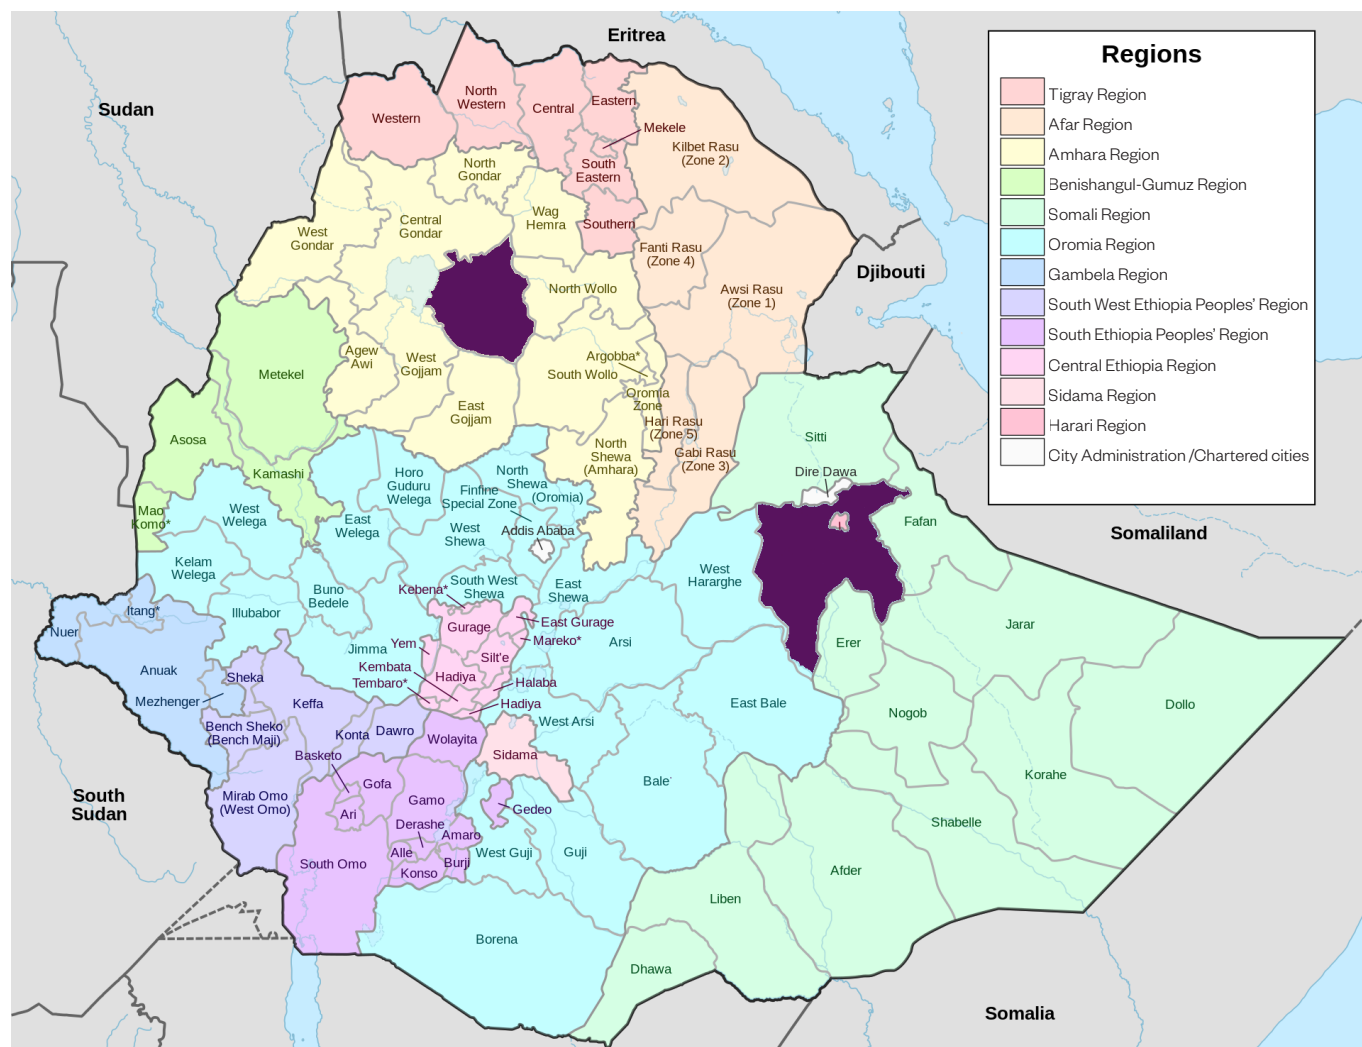 Eritrea
Sudan
Djibouti
Somaliland
Somalia
South
Sudan
Regions
Tigray Region
Afar Region
Amhara Region
Benishangul-Gumuz Region
Somali Region
Oromia Region
Gambela Region
South West Ethiopia Peoples' Region
South Ethiopia Peoples' Region
Central Ethiopia Region
Sidama Region
Harari Region
City Administration /Chartered cities
Western
North
Western
Central
Eastern
Mekele
South
Eastern
Southern
Kilbet Rasu
(Zone 2)
Fanti Rasu
(Zone 4)
Awsi Rasu
(Zone 1)
Hari Rasu
(Zone 5)
Gabi Rasu
(Zone 3)
North
Gondar
Central
Gondar
West
Gondar
Wag
Hemra
North Wollo
Argobba*
South Wollo
Oromia
Zone
Agew
Awi
West
Gojjam
East
Gojjam
North
Shewa
(Amhara)
Metekel
Asosa
Kamashi
Mao
Komo*
Sitti
Dire Dawa
Fafan
Jarar
Erer
Nogob
Dollo
Korahe
Shabelle
Afder
Liben
Dhawa
West
Welega
Kelam
Welega
East
Welega
Horo
Guduru
Welega
North
Shewa
(Oromia)
Finfine
Special Zone
Addis Ababa
West
Shewa
South West
Shewa
East
Shewa
Buno
Bedele
Illubabor
Jimma
Arsi
West
Hararghe
East Bale
West Arsi
Bale
Guji
West Guji
Borena
Itang*
Nuer
Anuak
Mezhenger
Sheka
Keffa
Bench Sheko
(Bench Maji)
Konta
Dawro
Mirab Omo
(West Omo)
Kebena*
Gurage
East Gurage
Mareko*
Yem
Silt'e
Kembata
Hadiya
Halaba
Tembaro*
Hadiya
Wolayita
Sidama
Basketo
Gofa
Gamo
Ari
Gedeo
Derashe
Amaro
Alle
Burji
Konso
South Omo